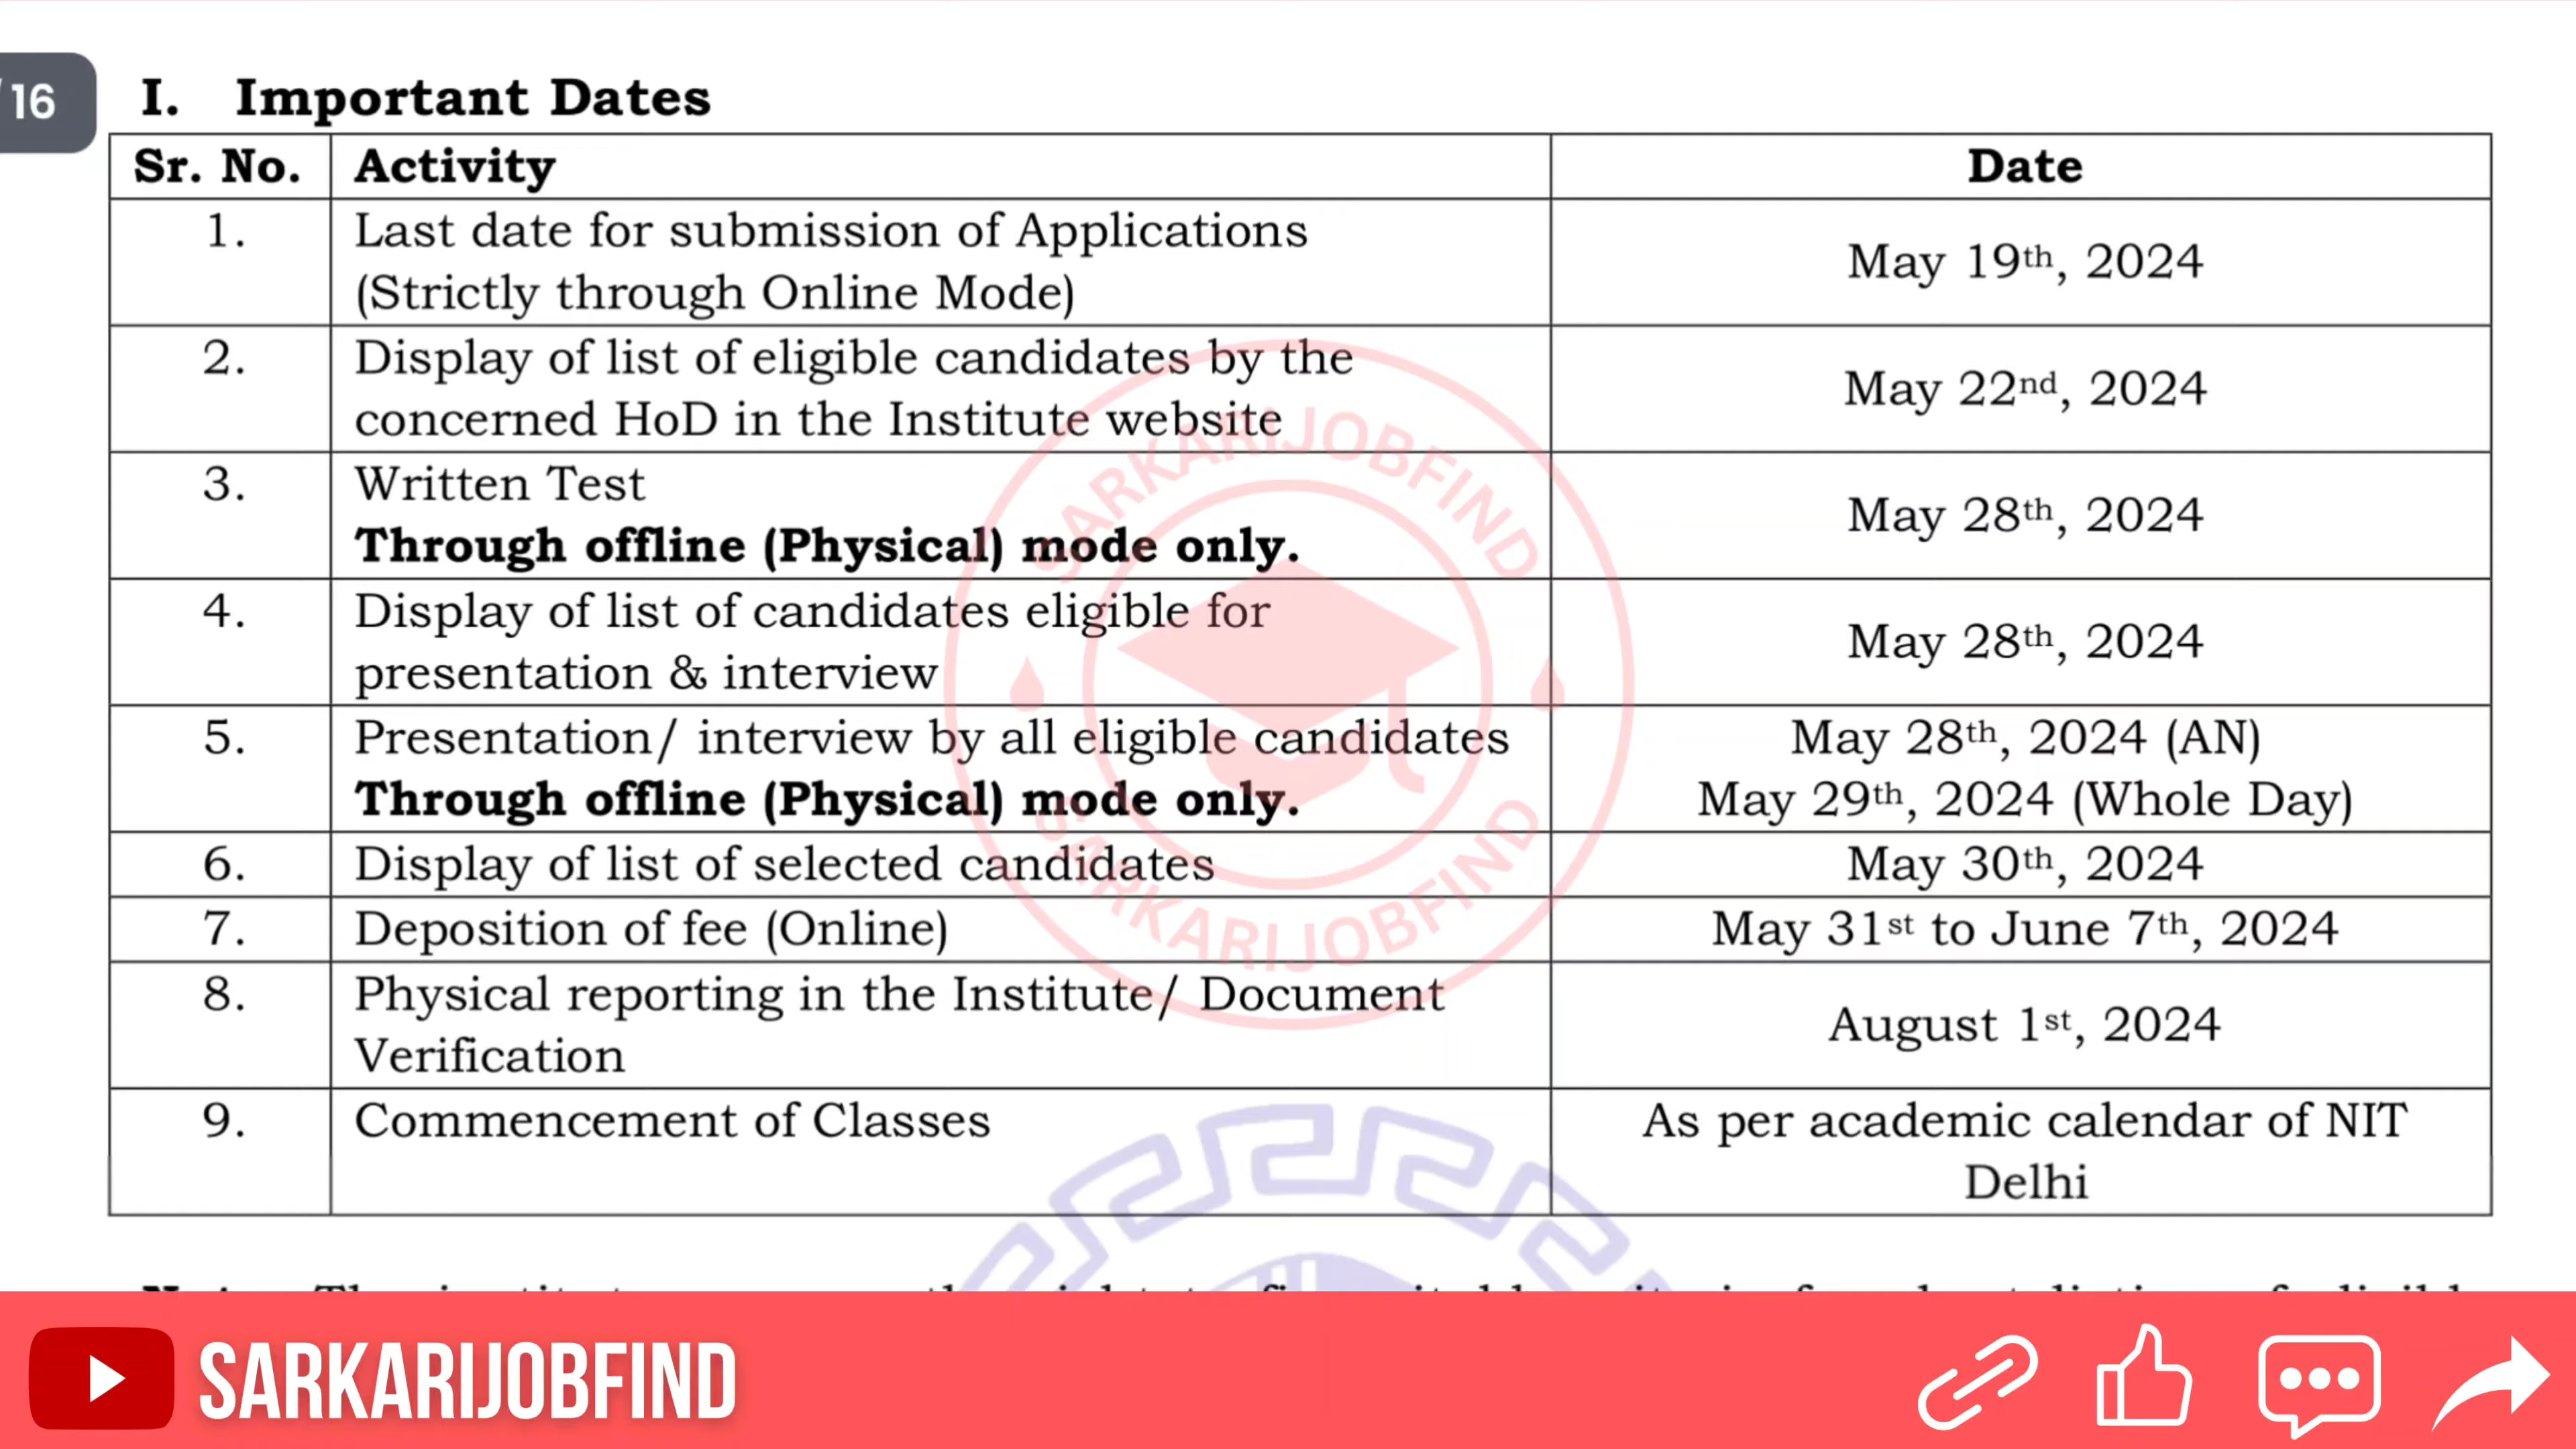 /16
I. Important Dates
Sr. No. Activity Date
1. Last date for submission of Applications
(Strictly through Online Mode)
May 19th, 2024
2. Display of list of eligible candidates by the
concerned HoD in the Institute website
May 22nd, 2024
3. Written Test
Through offline (Physical) mode only.
May 28th, 2024
4. Display of list of candidates eligible for
presentation & interview
May 28th, 2024
5. Presentation/ interview by all eligible candidates
Through offline (Physical) mode only.
May 28th, 2024 (AN)
May 29th, 2024 (Whole Day)
6. Display of list of selected candidates May 30th, 2024
7. Deposition of fee (Online) May 31st to June 7th, 2024
8. Physical reporting in the Institute/ Document
Verification
August 1st, 2024
9. Commencement of Classes
As per academic calendar of NIT
Delhi
SARKARIJOBFIND
SARKARIJOBFIND
SARKARIJOBFIND